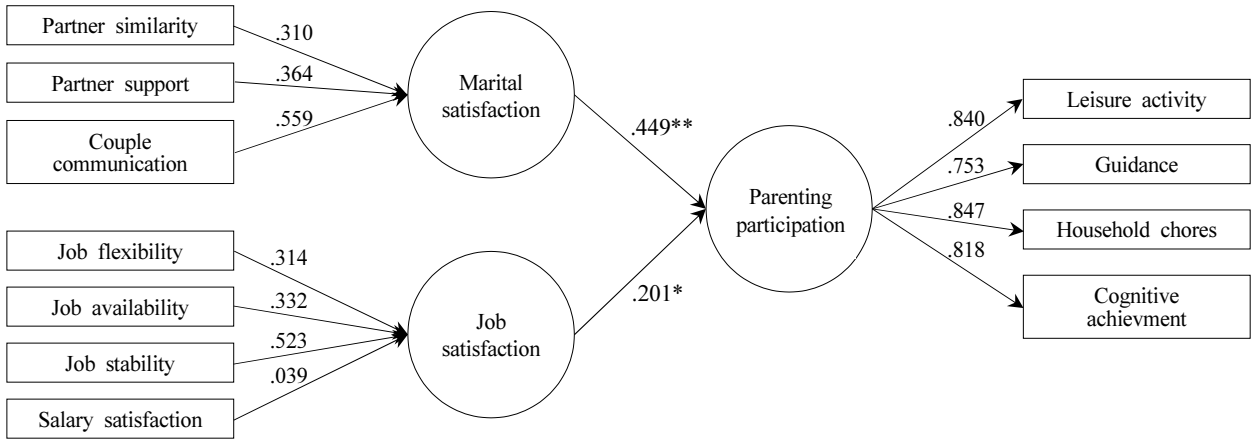 Partner similarity
.310
Partner support
.364
Couple
communication
.559
Marital
satisfaction
.449**
Job flexibility
.314
Job availability
.332
Job stability
.523
Salary satisfaction
.039
Job
satisfaction
.201*
Parenting
participation
.840
Leisure activity
.753
Guidance
.847
Household chores
.818
Cognitive
achievment